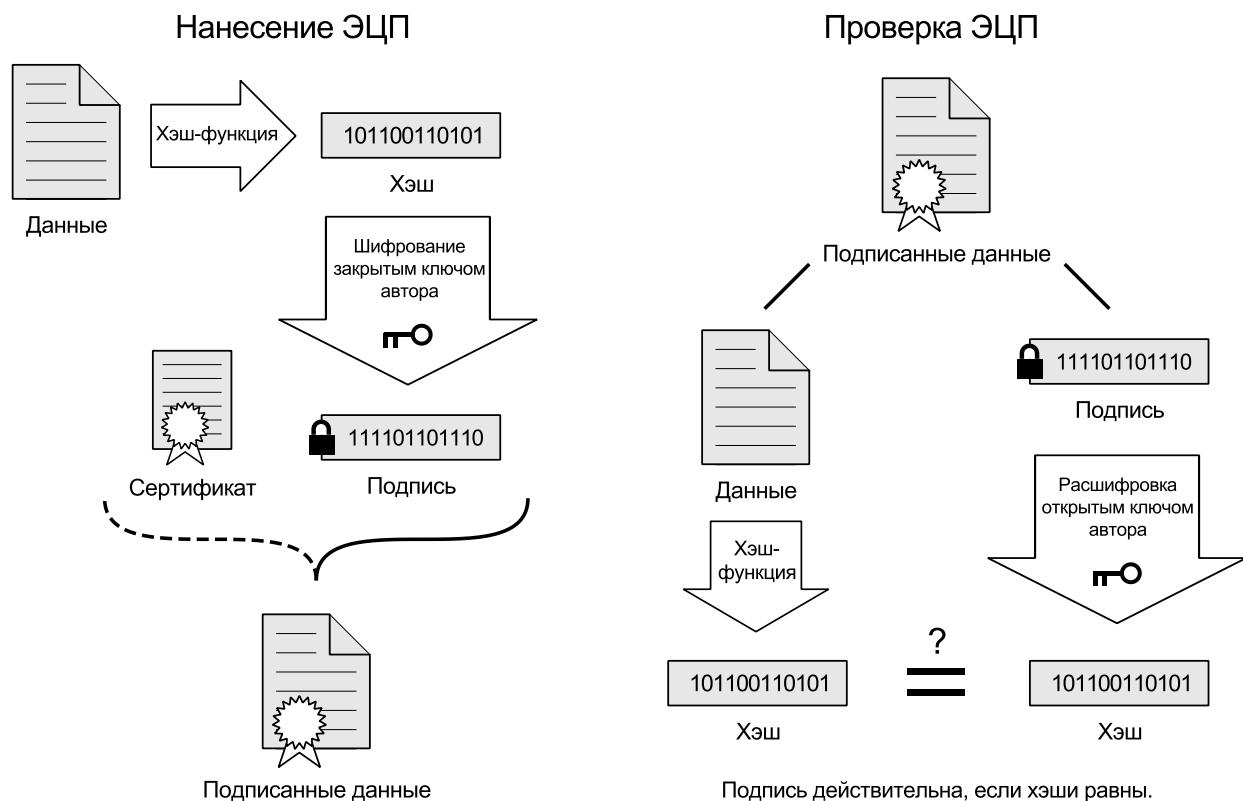 Нанесение ЭЦП
Данные
Хэш-функция
101100110101
Хэш
Шифрование
закрытым ключом
автора
Сертификат
111101101110
Подпись
Подписанные данные
Проверка ЭЦП
Подписанные данные
Данные
111101101110
Подпись
Хэш-
функция
Расшифровка
открытым ключом
автора
101100110101
Хэш
?
101100110101
Хэш
Подпись действительна, если хэши равны.